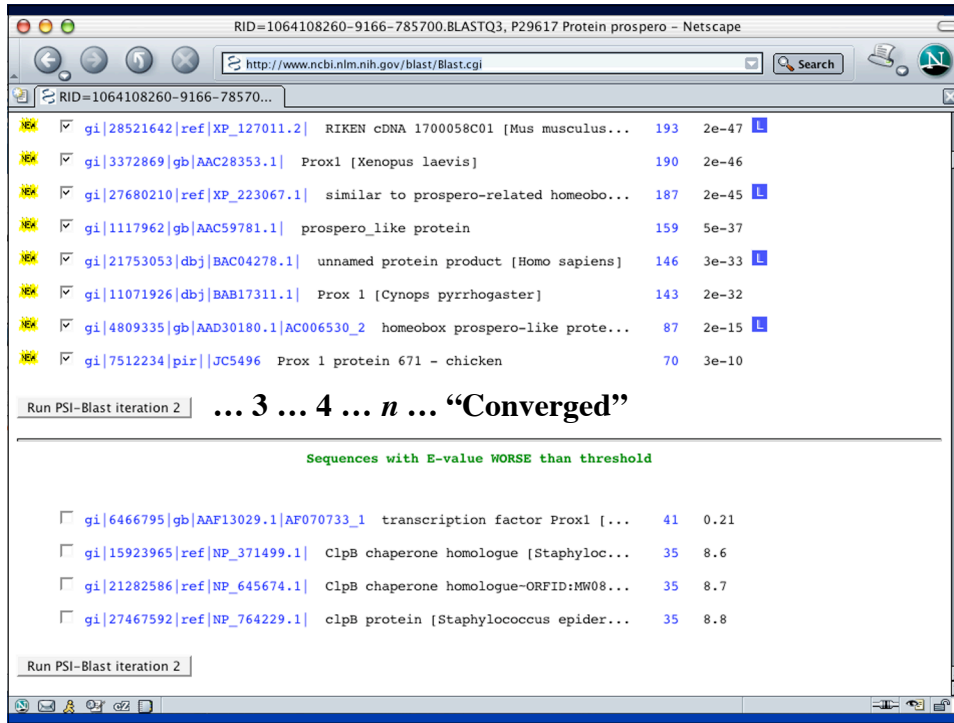 RID=1064108260-9166-785700.BLASTQ3, P29617 Protein prospero - Netscape
http://www.ncbi.nlm.nih.gov/blast/Blast.cgi Search N
RID=1064108260-9166-78570...
NEW gi|28521642|ref|XP_127011.2| RIKEN cDNA 1700058C01 [Mus musculus... 193 2e-47 L
NEW gi|3372869|gb|AAC28353.1| Prox1 [Xenopus laevis] 190 2e-46
NEW gi|27680210|ref|XP_223067.1| similar to prospero-related homeobo... 187 2e-45 L
NEW gi|1117962|gb|AAC59781.1| prospero_like protein 159 5e-37
NEW gi|21753053|dbj|BAC04278.1| unnamed protein product [Homo sapiens] 146 3e-33 L
NEW gi|11071926|dbj|BAB17311.1| Prox 1 [Cynops pyrrhogaster] 143 2e-32
NEW gi|4809335|gb|AAD30180.1|AC006530_2 homeobox prospero-like prote... 87 2e-15 L
NEW gi|7512234|pir||JC5496 Prox 1 protein 671 - chicken 70 3e-10
Run PSI-Blast iteration 2 ... 3 ... 4 ... n ... “Converged”
Sequences with E-value WORSE than threshold
gi|6466795|gb|AAF13029.1|AF070733_1 transcription factor Prox1 [... 41 0.21
gi|15923965|ref|NP_371499.1| ClpB chaperone homologue [Staphyloc... 35 8.6
gi|21282586|ref|NP_645674.1| ClpB chaperone homologue~ORFID:MW08... 35 8.7
gi|27467592|ref|NP_764229.1| clpB protein [Staphylococcus epider... 35 8.8
Run PSI-Blast iteration 2